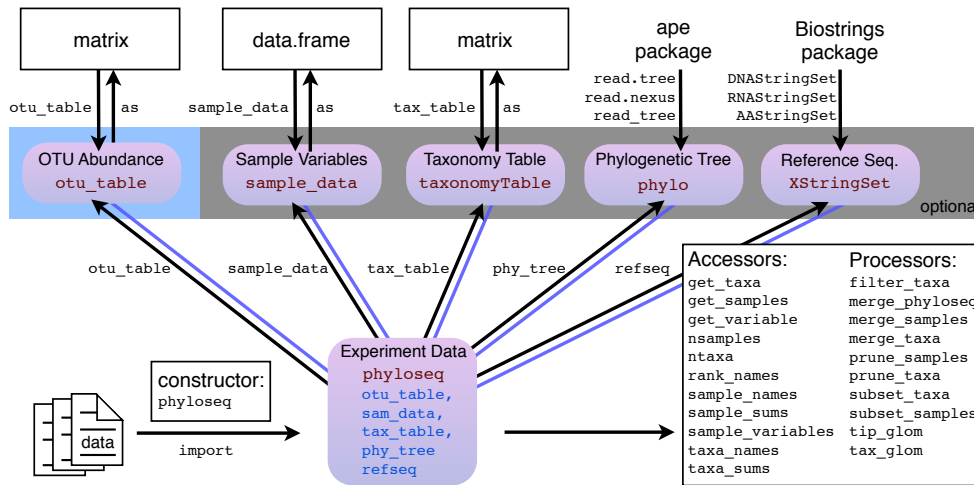 matrix
data.frame
matrix
ape
package
Biostrings
package
otu_table
as
sample_data
as
tax_table
as
read.tree
read.nexus
read_tree
DNAStringSet
RNAStringSet
AAStringSet
OTU Abundance
otu_table
Sample Variables
sample_data
Taxonomy Table
taxonomyTable
Phylogenetic Tree
phylo
Reference Seq.
XStringSet
optiona
otu_table
sample_data
tax_table
phy_tree
refseq
Experiment Data
phyloseq
otu_table,
sam_data,
tax_table,
phy_tree
refseq
constructor:
phyloseq
data
import
Accessors:
get_taxa
get_samples
get_variable
nsamples
ntaxa
rank_names
sample_names
sample_sums
sample_variables
taxa_names
taxa_sums
Processors:
filter_taxa
merge_phyloseq
merge_samples
merge_taxa
prune_samples
prune_taxa
subset_taxa
subset_samples
tip_glom
tax_glom